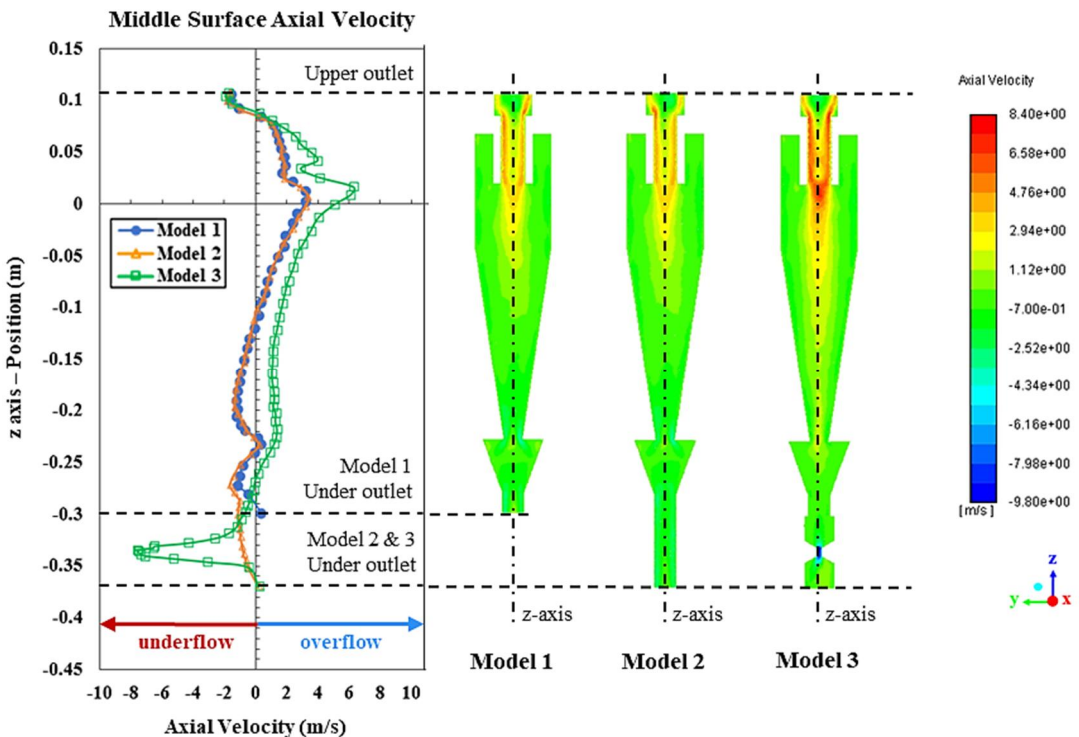 Middle Surface Axial Velocity
0.15
0.1
0.05
0
-0.05
-0.1
-0.15
-0.2
-0.25
-0.3
-0.35
-0.4
-0.45
z axis – Position (m)
Upper outlet
Model 1
Model 2
Model 3
Model 1
Under outlet
Model 2 & 3
Under outlet
underflow
overflow
-10 -8 -6 -4 -2 0 2 4 6 8 10
Axial Velocity (m/s)
z-axis
z-axis
z-axis
Model 1
Model 2
Model 3
Axial Velocity
8.40e+00
6.58e+00
4.76e+00
2.94e+00
1.12e+00
-7.00e-01
-2.52e+00
-4.34e+00
-6.16e+00
-7.98e+00
-9.80e+00
[ m/s ]
z
y
x